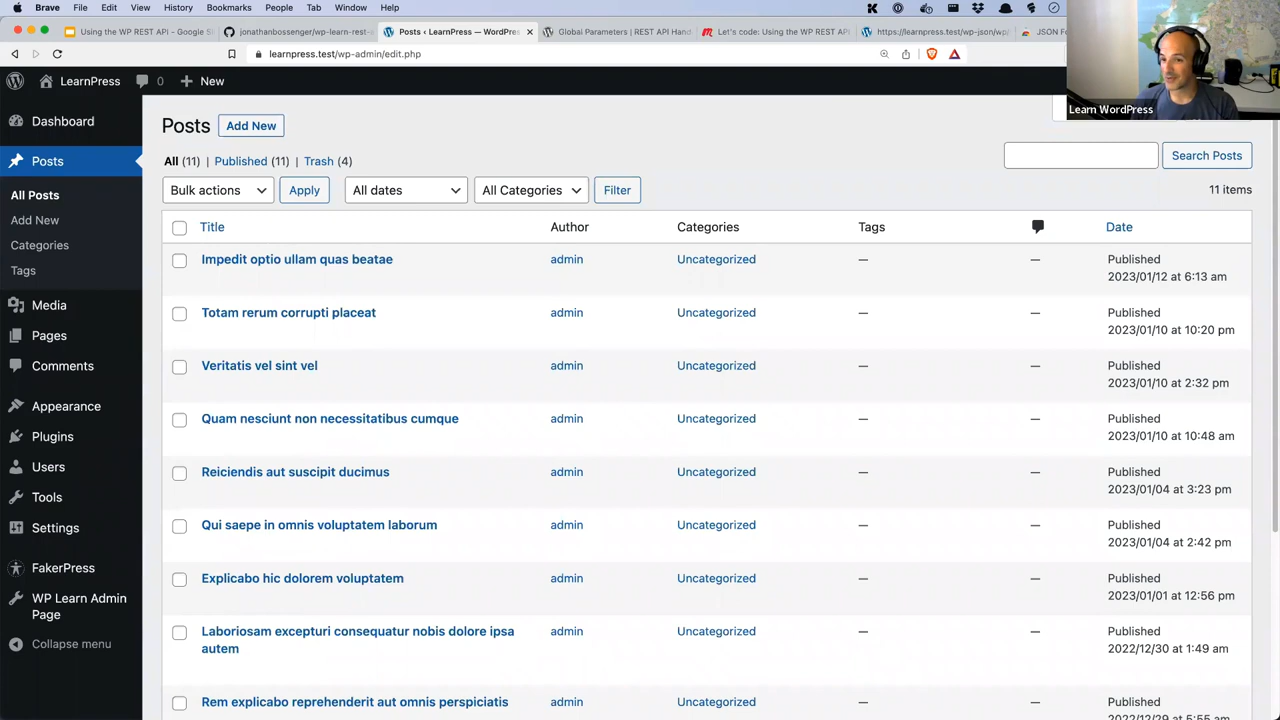 Brave File Edit View History Bookmarks People Tab Window Help
Using the WP REST API - Google S
jonathanbossenger/wp-learn-rest-
Posts ‹ LearnPress — WordPres
Global Parameters | REST API Hand
Let's code: Using the WP REST API
https://learnpress.test/wp-json/wp/
JSON Fo
learnpress.test/wp-admin/edit.php
Learn WordPress
LearnPress 0 New
Dashboard
Posts
All Posts
Add New
Categories
Tags
Media
Pages
Comments
Appearance
Plugins
Users
Tools
Settings
FakerPress
WP Learn Admin
Page
Collapse menu
Posts Add New
All (11) | Published (11) | Trash (4)
Search Posts
Bulk actions Apply All dates All Categories Filter
11 items
Title Author Categories Tags Date
Impedit optio ullam quas beatae admin Uncategorized — — Published
2023/01/12 at 6:13 am
Totam rerum corrupti placeat admin Uncategorized — — Published
2023/01/10 at 10:20 pm
Veritatis vel sint vel admin Uncategorized — — Published
2023/01/10 at 2:32 pm
Quam nesciunt non necessitatibus cumque admin Uncategorized — — Published
2023/01/10 at 10:48 am
Reiciendis aut suscipit ducimus admin Uncategorized — — Published
2023/01/04 at 3:23 pm
Qui saepe in omnis voluptatem laborum admin Uncategorized — — Published
2023/01/04 at 2:42 pm
Explicabo hic dolorem voluptatem admin Uncategorized — — Published
2023/01/01 at 12:56 pm
Laboriosam excepturi consequatur nobis dolore ipsa admin Uncategorized — — Published
autem
2022/12/30 at 1:49 am
Rem explicabo reprehenderit aut omnis perspiciatis admin Uncategorized — — Published
2022/12/29 at 5:55 am